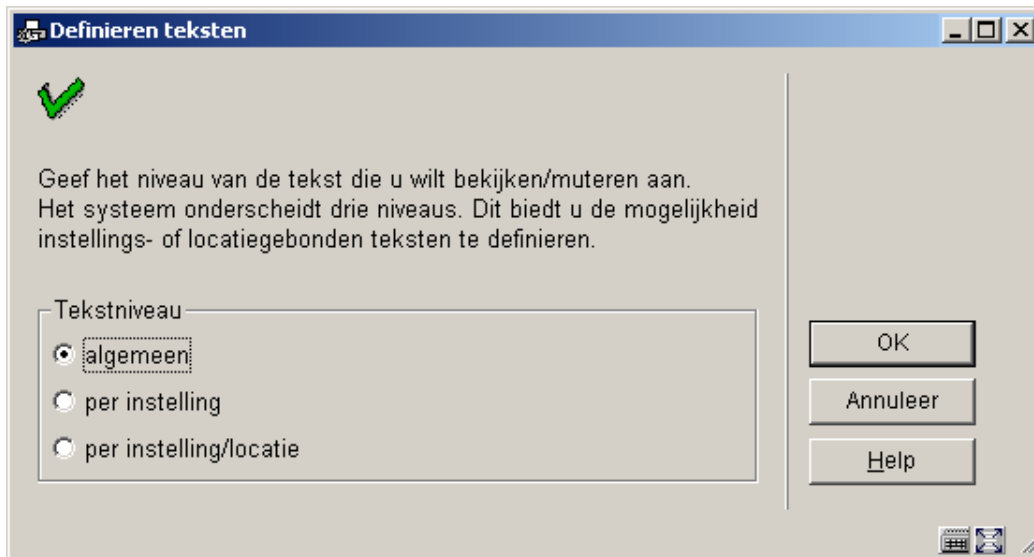 Definieren teksten
Geef het niveau van de tekst die u wilt bekijken/muteren aan.
Het systeem onderscheidt drie niveaus. Dit biedt u de mogelijkheid
instellings- of locatiegebonden teksten te definieren.
Tekstniveau
algemeen
per instelling
per instelling/locatie
OK
Annuleer
Help